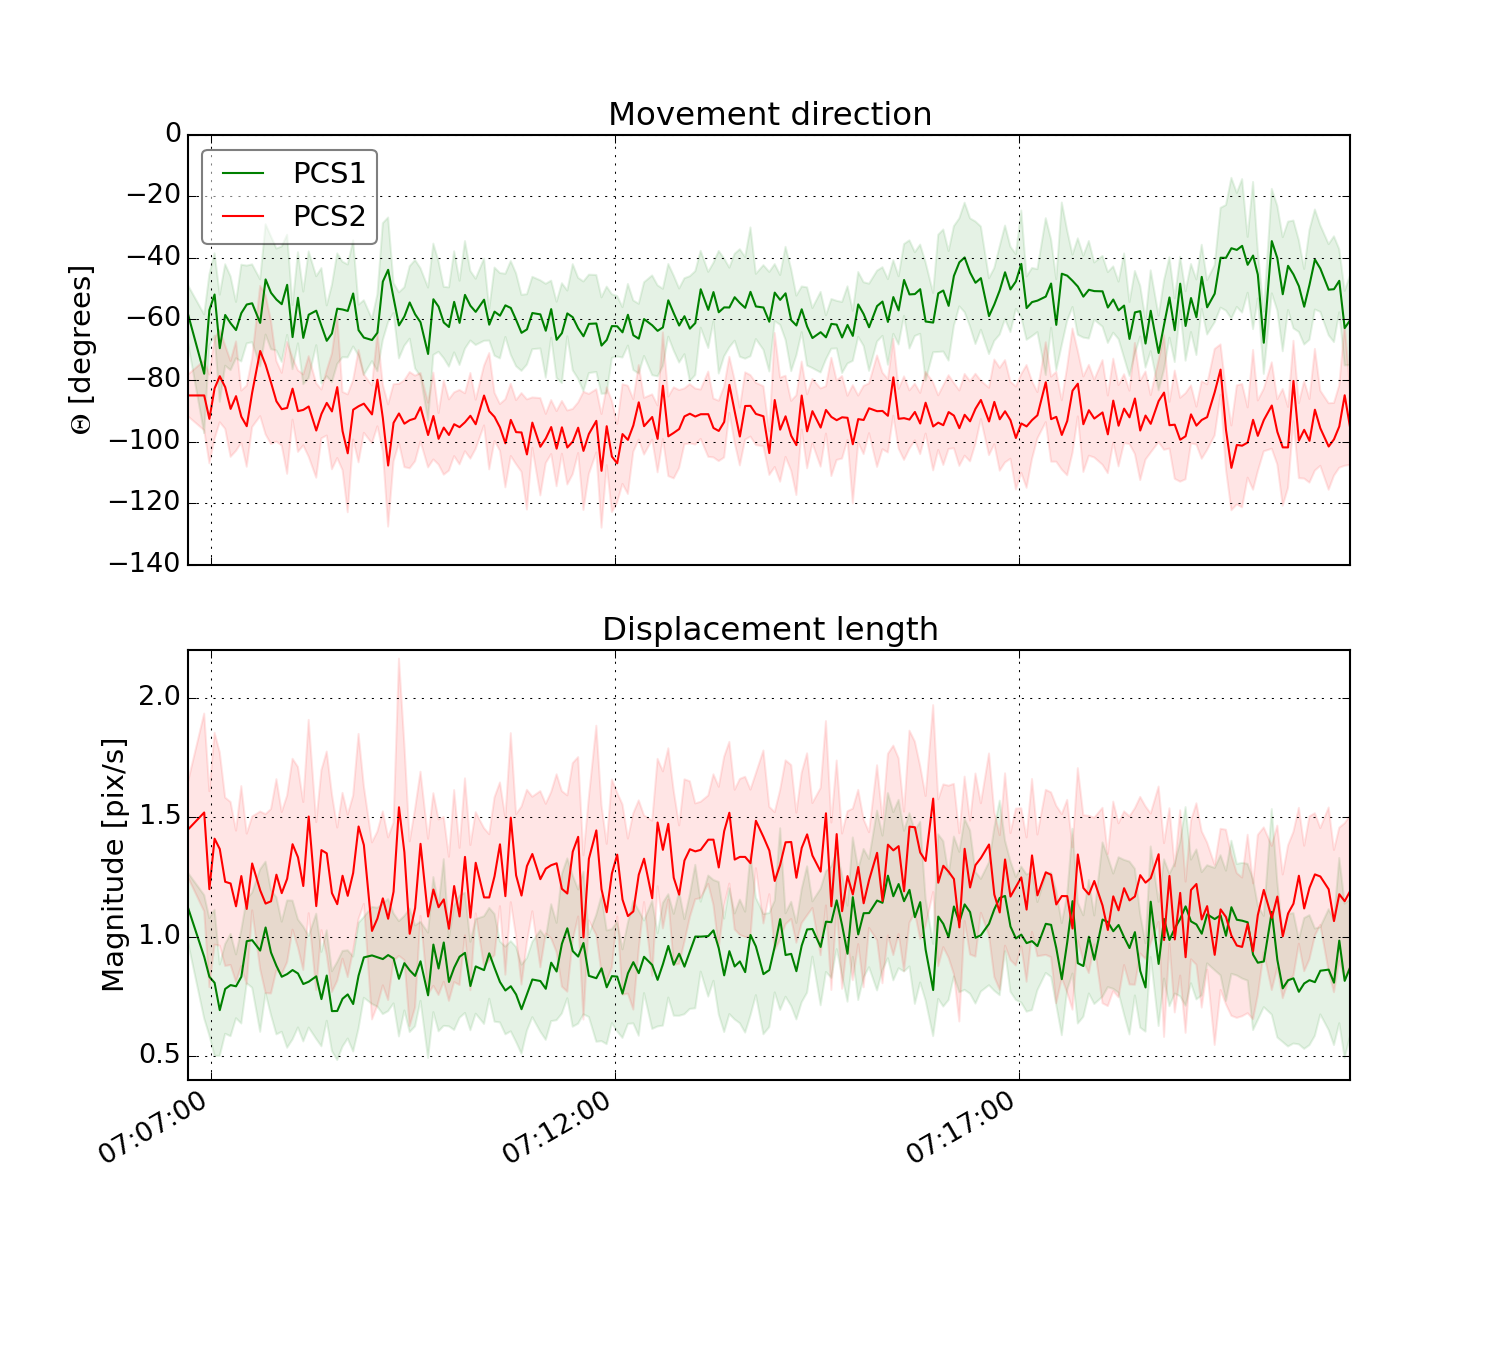 Movement direction
0
−20
−40
−60
−80
−100
−120
−140
Θ [degrees]
PCS1
PCS2
Displacement length
2.0
1.5
1.0
0.5
Magnitude [pix/s]
07:07:00
07:12:00
07:17:00